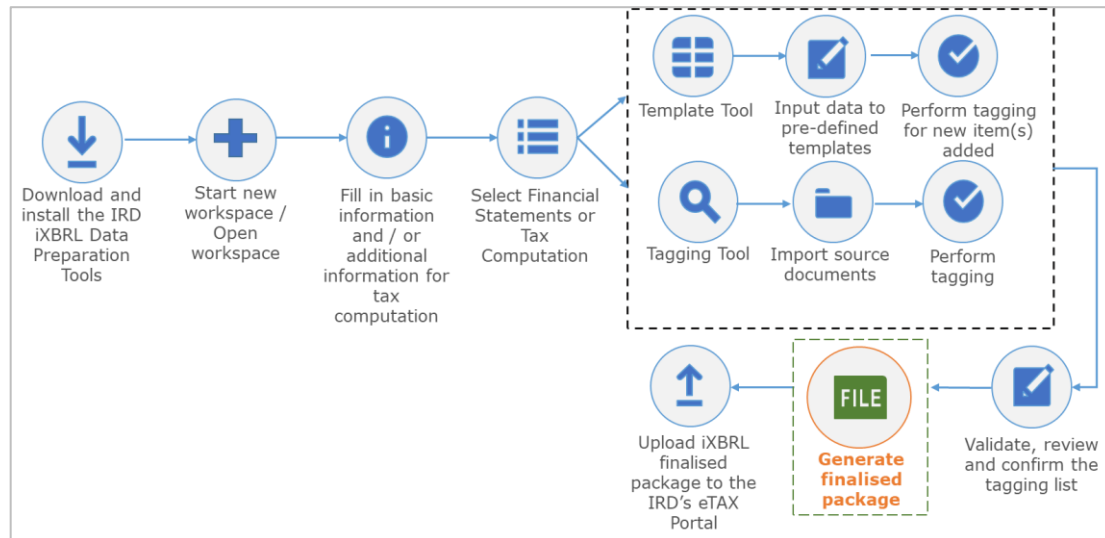 Download and
install the IRD
iXBRL Data
Preparation
Tools
Start new
workspace /
Open
workspace
Fill in basic
information
and / or
additional
information for
tax
computation
Select Financial
Statements or
Tax
Computation
Template Tool
Input data to
pre-defined
templates
Perform tagging
for new item(s)
added
Tagging Tool
Import source
documents
Perform
tagging
Validate, review
and confirm the
tagging list
FILE
Generate
finalised
package
Upload iXBRL
finalised
package to the
IRD's eTAX
Portal